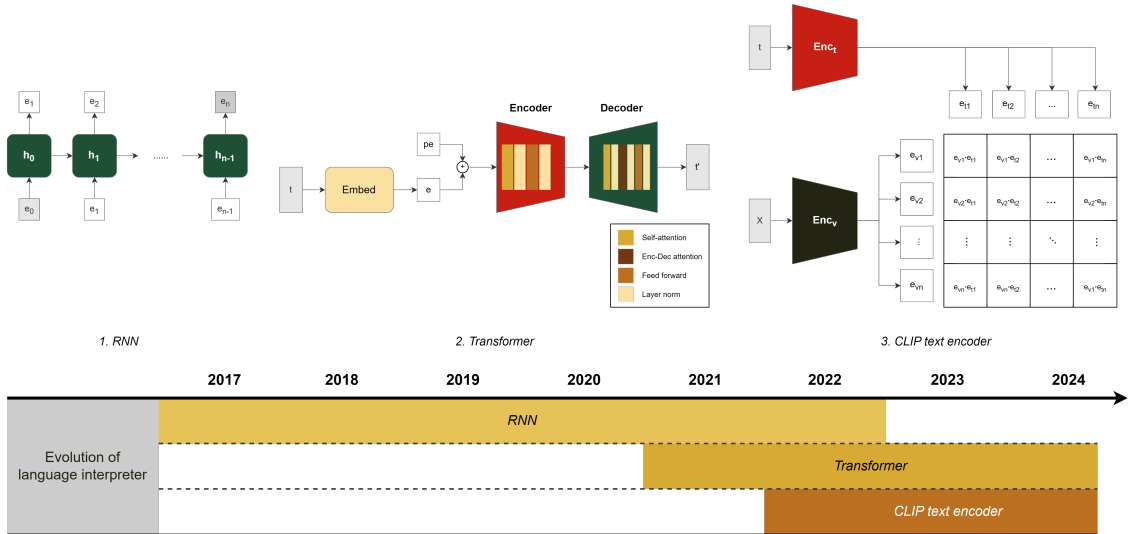 e1
e2
en
h0
h1
......
hn-1
e0
e1
en-1
1. RNN
t
Embed
pe
e
+
Encoder
Decoder
t'
Self-attention
Enc-Dec attention
Feed forward
Layer norm
2. Transformer
t
Enct
et1
et2
...
etn
X
Encv
ev1
ev2
⋮
evn
ev1·et1
ev1·et2
...
ev1·etn
ev2·et1
ev2·et2
...
ev2·etn
⋮
⋮
⋱
⋮
evn·et1
evn·et2
...
ev1·etn
3. CLIP text encoder
2017
2018
2019
2020
2021
2022
2023
2024
Evolution of
language interpreter
RNN
Transformer
CLIP text encoder